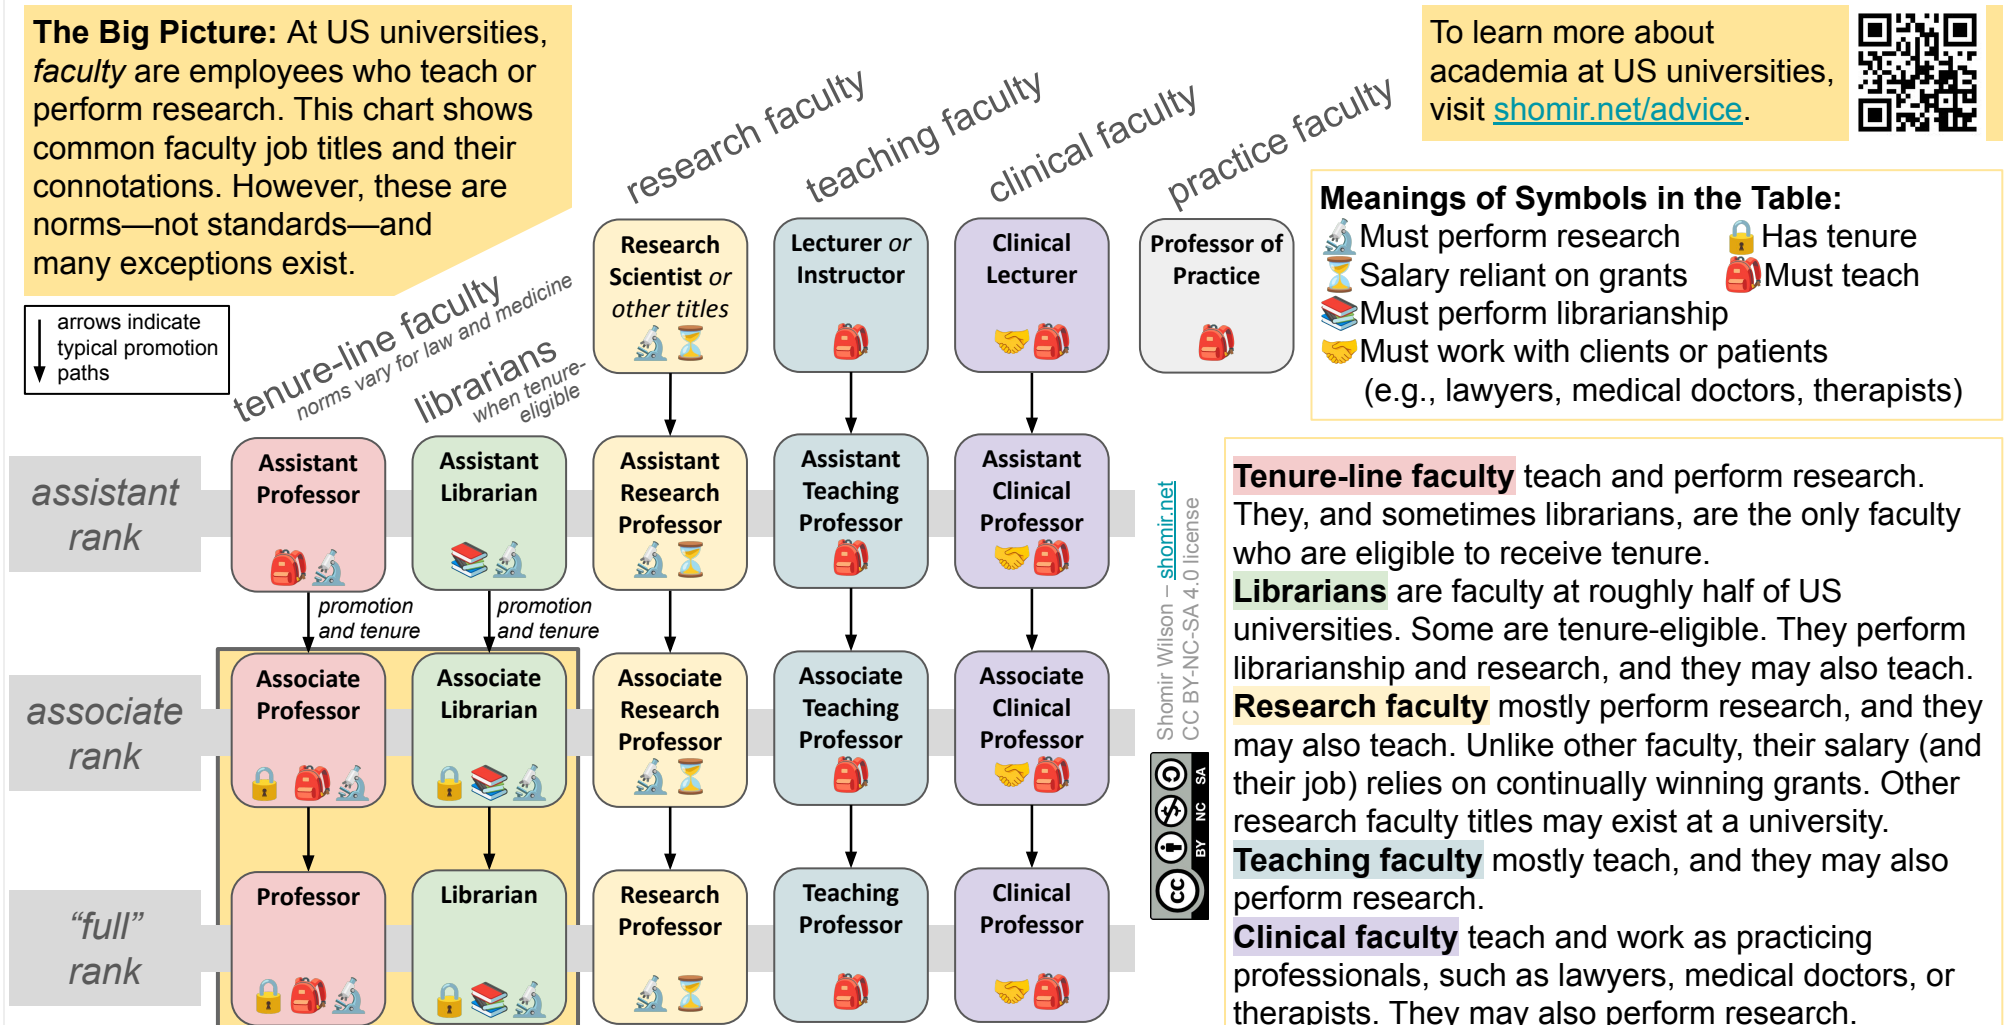 The Big Picture: At US universities,
faculty are employees who teach or
perform research. This chart shows
common faculty job titles and their
connotations. However, these are
norms—not standards—and
many exceptions exist.
arrows indicate
typical promotion
paths
To learn more about
academia at US universities,
visit shomir.net/advice.
Meanings of Symbols in the Table:
Must perform research
Has tenure
Salary reliant on grants
Must teach
Must perform librarianship
Must work with clients or patients
(e.g., lawyers, medical doctors, therapists)
tenure-line faculty
norms vary for law and medicine
librarians
when tenure-
eligible
research faculty
teaching faculty
clinical faculty
practice faculty
Research
Scientist or
other titles
Lecturer or
Instructor
Clinical
Lecturer
Professor of
Practice
assistant
rank
Assistant
Professor
Assistant
Librarian
Assistant
Research
Professor
Assistant
Teaching
Professor
Assistant
Clinical
Professor
promotion
and tenure
promotion
and tenure
associate
rank
Associate
Professor
Associate
Librarian
Associate
Research
Professor
Associate
Teaching
Professor
Associate
Clinical
Professor
“full”
rank
Professor
Librarian
Research
Professor
Teaching
Professor
Clinical
Professor
Shomir Wilson – shomir.net
CC BY-NC-SA 4.0 license
cc BY NC SA
Tenure-line faculty teach and perform research.
They, and sometimes librarians, are the only faculty
who are eligible to receive tenure.
Librarians are faculty at roughly half of US
universities. Some are tenure-eligible. They perform
librarianship and research, and they may also teach.
Research faculty mostly perform research, and they
may also teach. Unlike other faculty, their salary (and
their job) relies on continually winning grants. Other
research faculty titles may exist at a university.
Teaching faculty mostly teach, and they may also
perform research.
Clinical faculty teach and work as practicing
professionals, such as lawyers, medical doctors, or
therapists. They may also perform research.